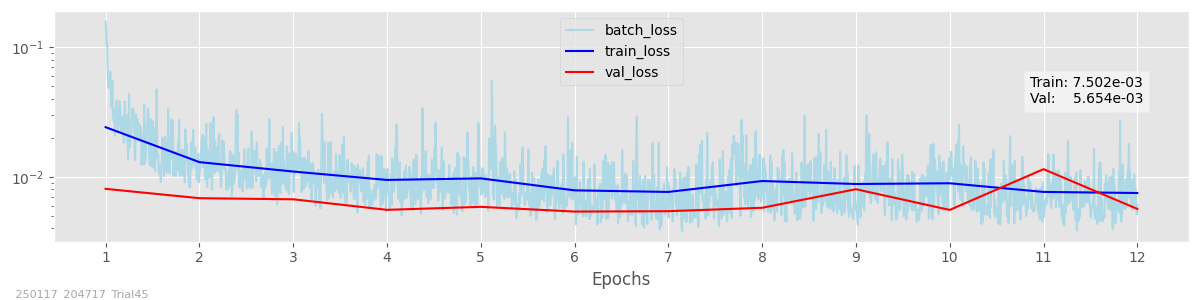 batch_loss
train_loss
val_loss
Train: 7.502e-03
Val: 5.654e-03
10⁻¹
10⁻²
1 2 3 4 5 6 7 8 9 10 11 12
Epochs
250117_204717_Trial45